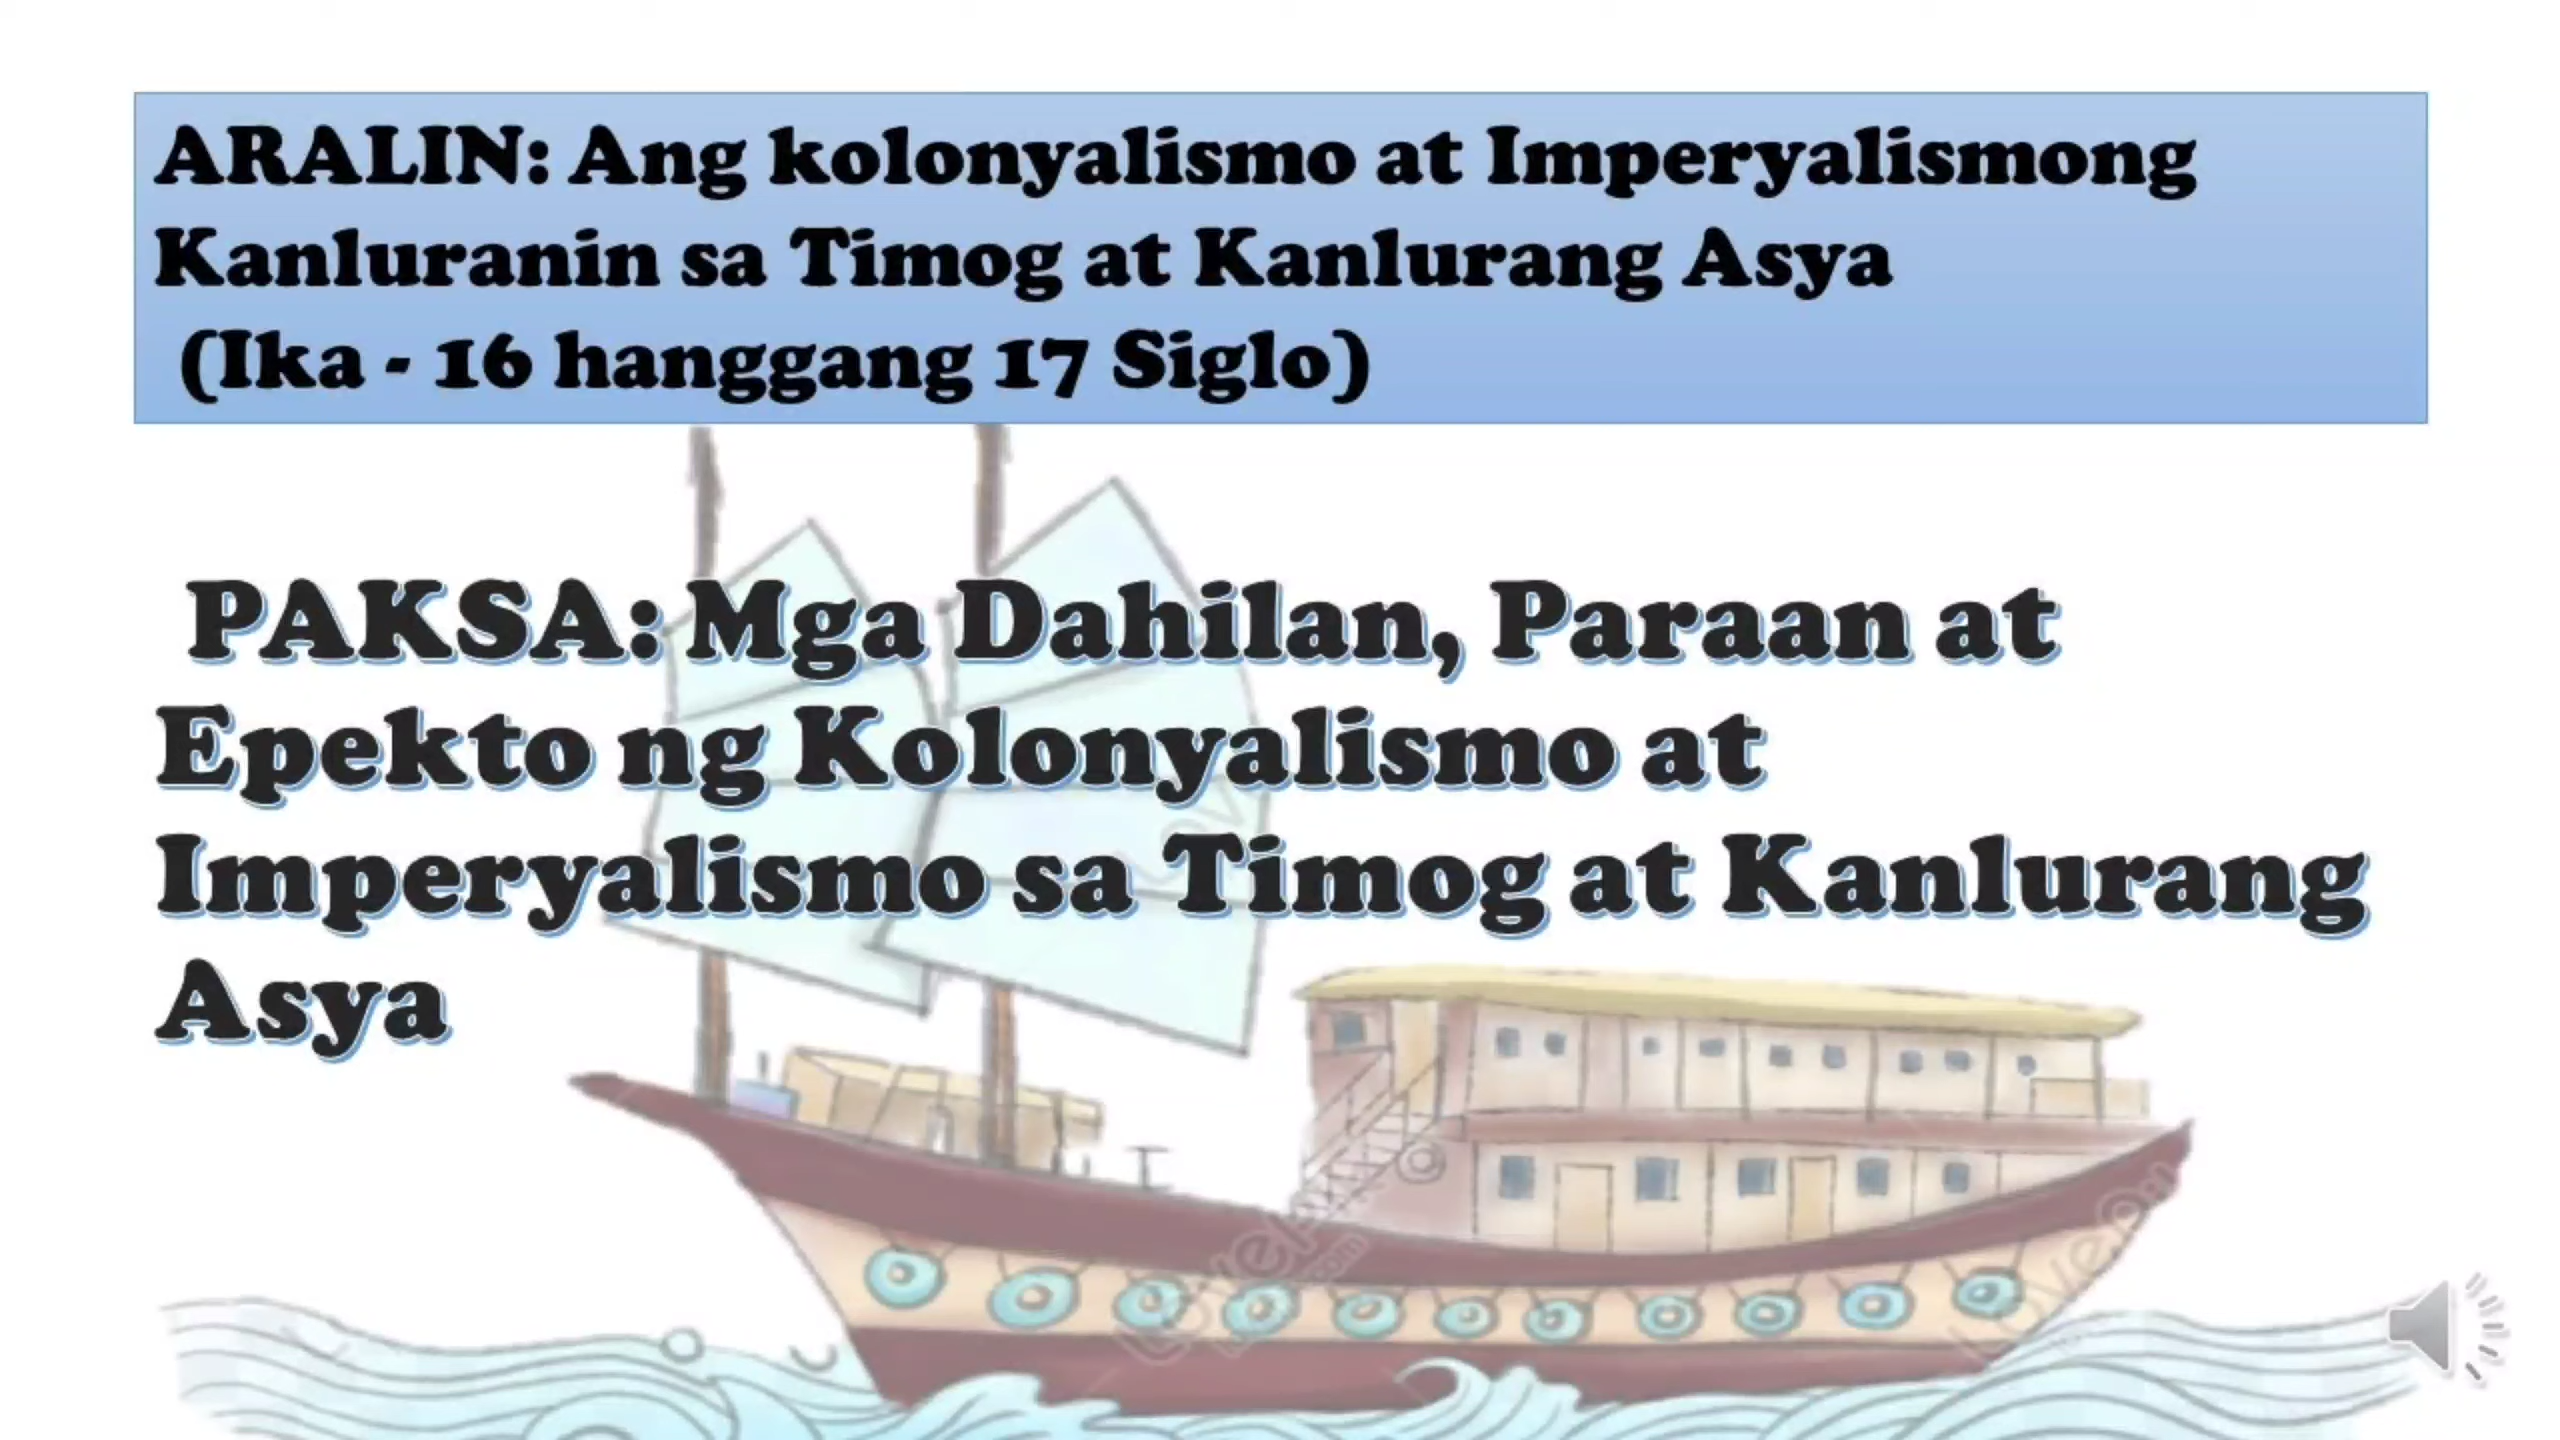 ARALIN: Ang kolonyalismo at Imperyalismong
Kanluranin sa Timog at Kanlurang Asya
(Ika - 16 hanggang 17 Siglo)
PAKSA: Mga Dahilan, Paraan at
Epekto ng Kolonyalismo at
Imperyalismo sa Timog at Kanlurang
Asya